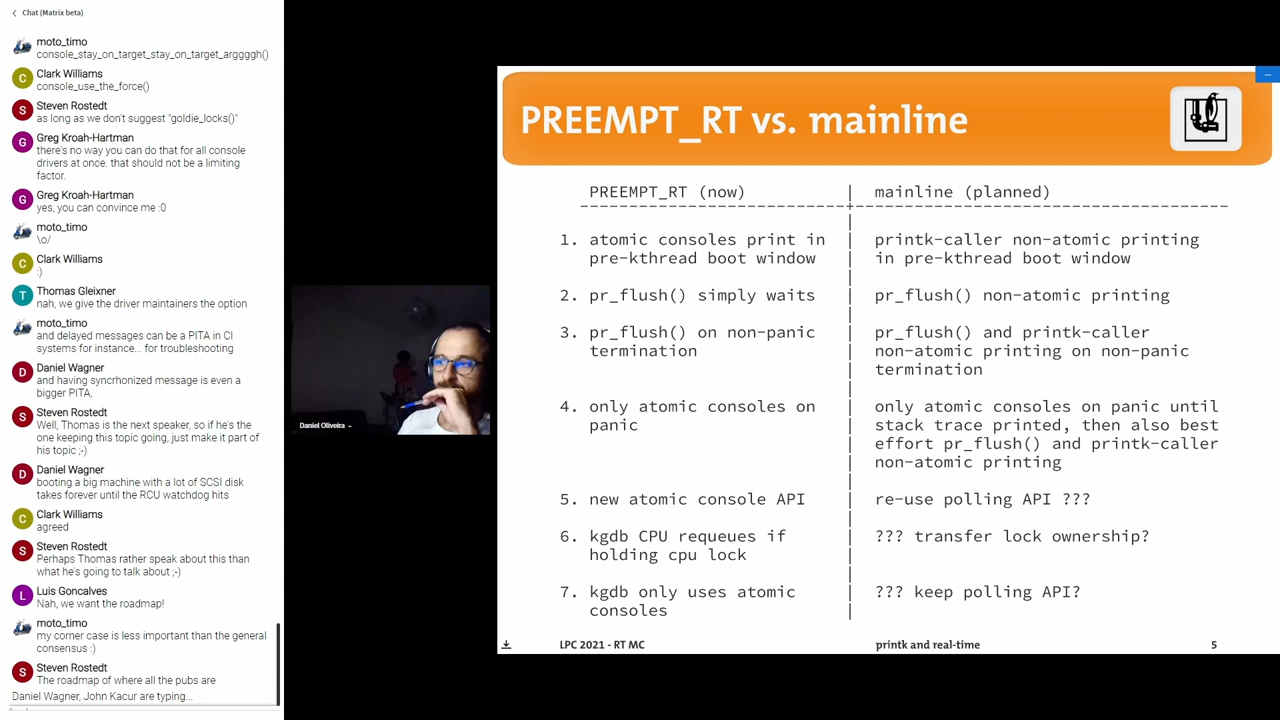 Chat (Matrix beta)
moto_timo
console_stay_on_target_stay_on_target_arggggh()
Clark Williams
console_use_the_force()
Steven Rostedt
as long as we don't suggest "goldie_locks()"
Greg Kroah-Hartman
there's no way you can do that for all console
drivers at once. that should not be a limiting
factor.
Greg Kroah-Hartman
yes, you can convince me :0
moto_timo
\o/
Clark Williams
:)
Thomas Gleixner
nah, we give the driver maintainers the option
moto_timo
and delayed messages can be a PITA in CI
systems for instance... for troubleshooting
Daniel Wagner
and having syncrhonized message is even a
bigger PITA,
Steven Rostedt
Well, Thomas is the next speaker, so if he's the
one keeping this topic going, just make it part of
his topic ;-)
Daniel Wagner
booting a big machine with a lot of SCSI disk
takes forever until the RCU watchdog hits
Clark Williams
agreed
Steven Rostedt
Perhaps Thomas rather speak about this than
what he's going to talk about ;-)
Luis Goncalves
Nah, we want the roadmap!
moto_timo
my corner case is less important than the general
consensus :)
Steven Rostedt
The roadmap of where all the pubs are
Daniel Wagner, John Kacur are typing...
Daniel Oliveira
PREEMPT_RT vs. mainline
PREEMPT_RT (now) | mainline (planned)
1. atomic consoles print in | printk-caller non-atomic printing
pre-kthread boot window | in pre-kthread boot window
2. pr_flush() simply waits | pr_flush() non-atomic printing
3. pr_flush() on non-panic | pr_flush() and printk-caller
termination | non-atomic printing on non-panic
termination
4. only atomic consoles on | only atomic consoles on panic until
panic | stack trace printed, then also best
effort pr_flush() and printk-caller
non-atomic printing
5. new atomic console API | re-use polling API ???
6. kgdb CPU requeues if | ??? transfer lock ownership?
holding cpu lock
7. kgdb only uses atomic | ??? keep polling API?
consoles
LPC 2021 - RT MC printk and real-time 5